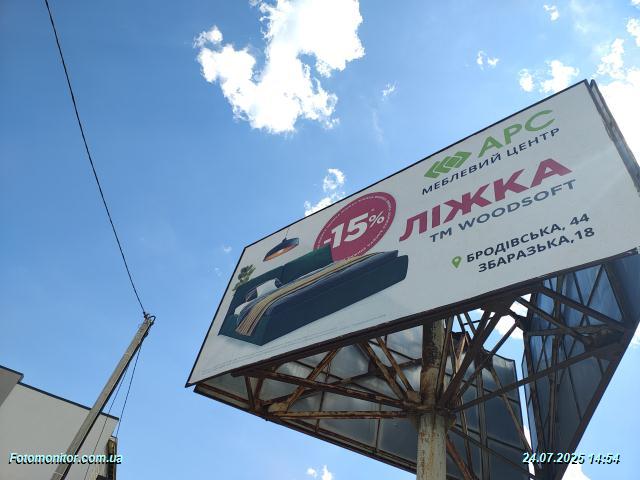 АРС
МЕБЛЕВИЙ ЦЕНТР
-15%
ЛІЖКА
ТМ WOODSOFT
БРОДІВСЬКА, 44
ЗБАРАЗЬКА,18
Fotomonitor.com.ua
24.07.2025 14:54